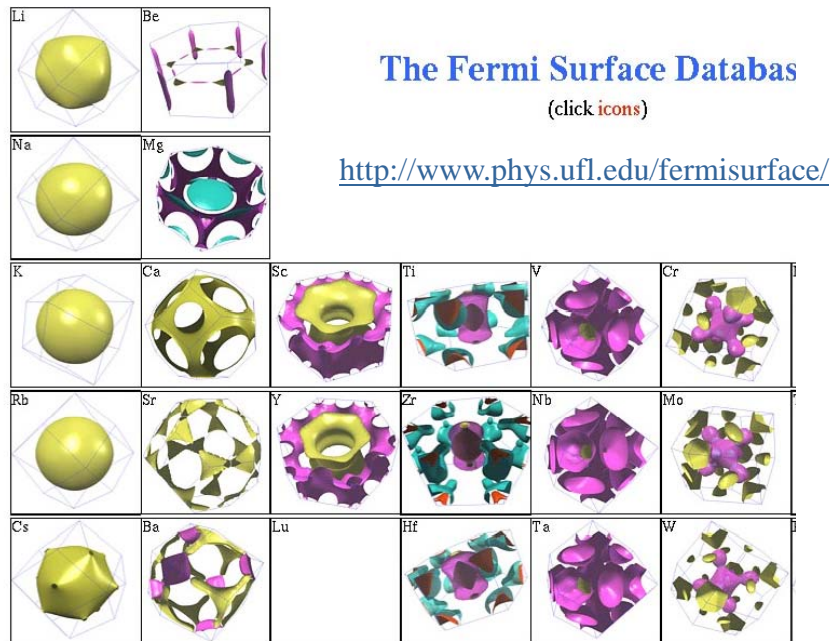 Li Be
The Fermi Surface Databas
(click icons)
Na Mg
http://www.phys.ufl.edu/fermisurface/
K Ca Sc Ti V Cr
Rb Sr Y Zr Nb Mo
Cs Ba Lu Hf Ta W